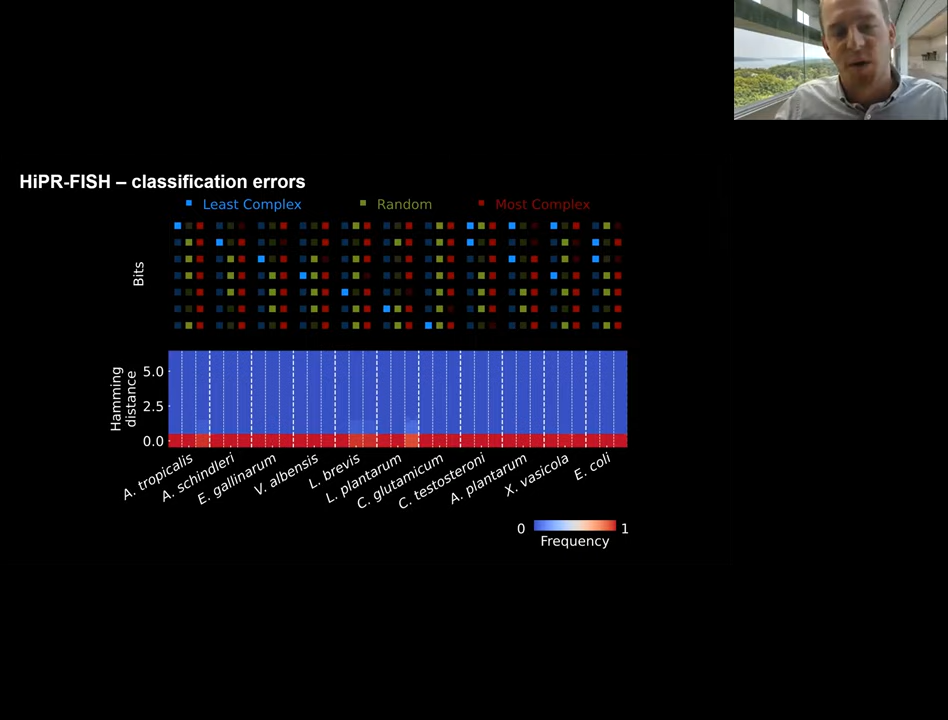 HiPR-FISH – classification errors
Least Complex Random Most Complex
Bits
Hamming
distance
5.0
2.5
0.0
A. tropicalis
A. schindleri
E. gallinarum
V. albensis
L. brevis
L. plantarum
C. glutamicum
C. testosteroni
A. plantarum
X. vasicola
E. coli
0 1
Frequency